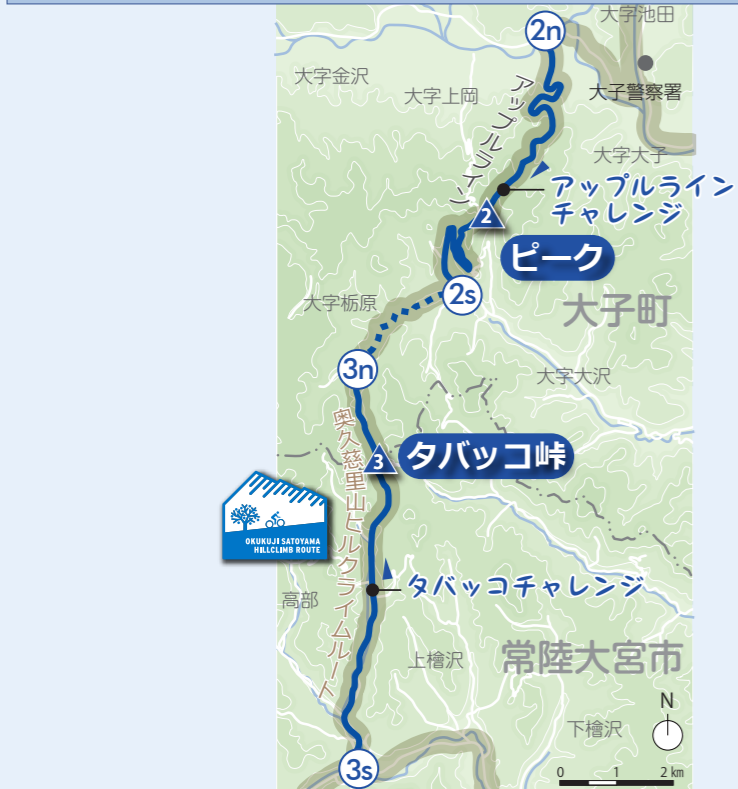 大字池田
2n
大字金沢
大字上岡
大子警察署
アップルライン
大字大子
アップルライン
チャレンジ
2
ピーク
2s
大字栃原
大子町
3n
大字大沢
奥久慈里山ヒルクライムルート
3
タバッコ峠
OKUKUJI SATOYAMA
HILLCLIMB ROUTE
タバッコチャレンジ
高部
上檜沢
常陸大宮市
N
下檜沢
3s
0 1 2 km